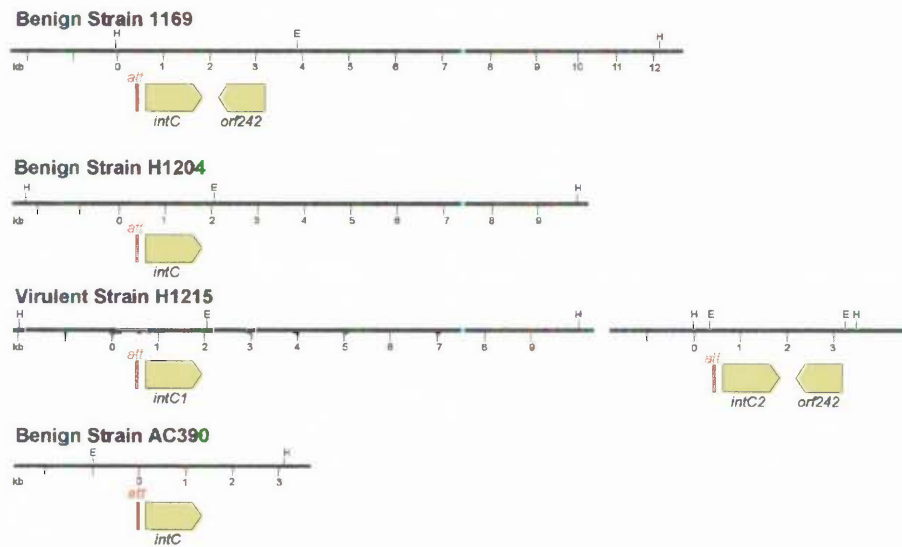 Benign Strain 1169
H E H
kb 0 1 2 3 4 5 6 7 8 9 10 11 12
att
intC orf242
Benign Strain H1204
H E H
kb 0 1 2 3 4 5 6 7 8 9
att
intC
Virulent Strain H1215
H E H H E E H
kb 0 1 2 3 4 5 6 7 8 9 0 1 2 3
att att
intC1 intC2 orf242
Benign Strain AC390
E H
kb 0 1 2 3
att
intC